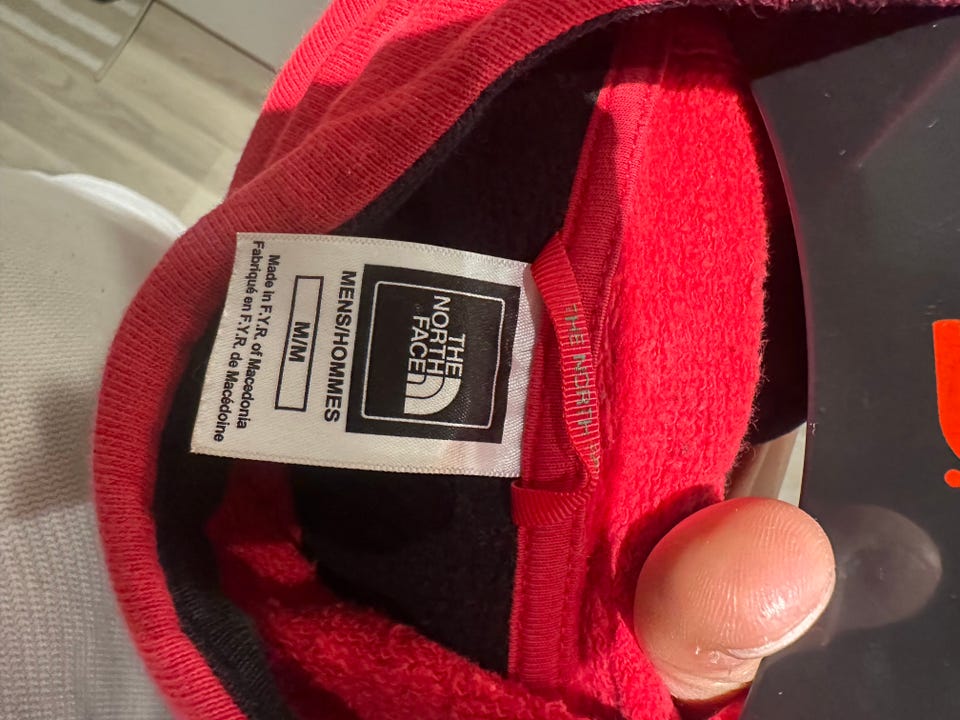 THE
NORTH
FACE
MENS/HOMMES
M/M
Made in F.Y.R. of Macedonia
Fabriqué en F.Y.R. de Macédoine
THE NORTH